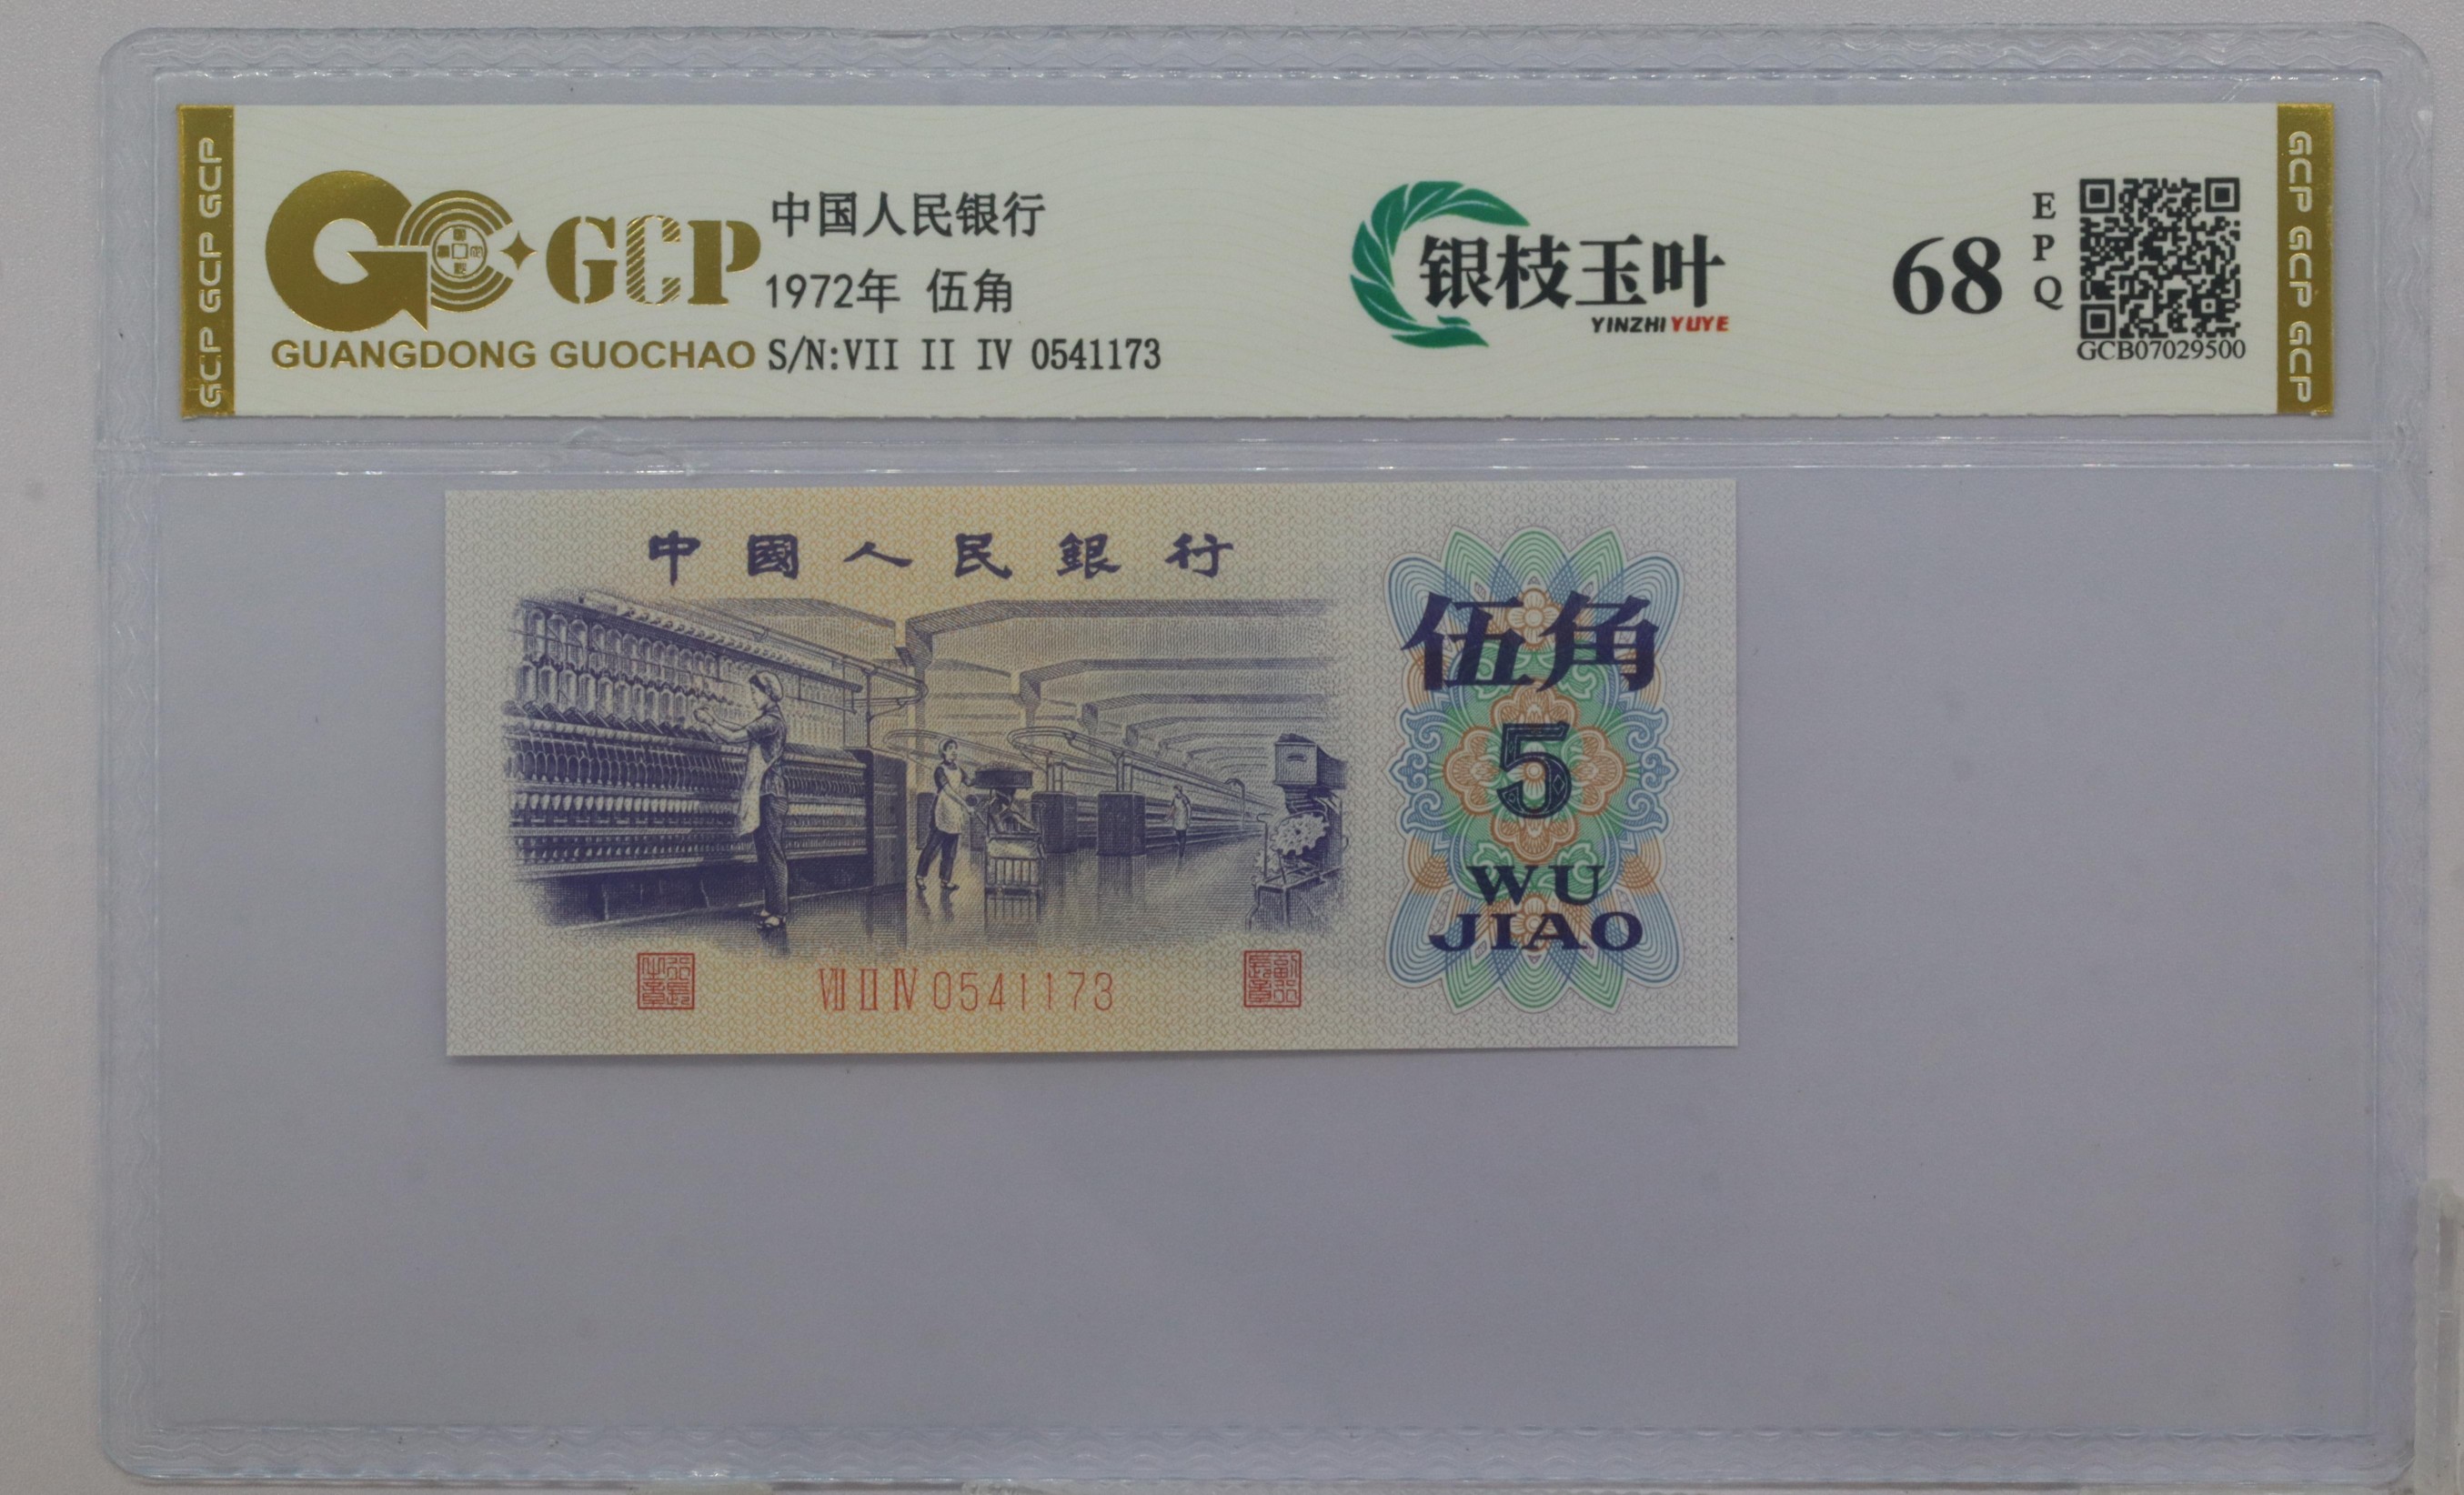 GCP GCP GCP
GCP
中国人民银行
1972年 伍角
GUANGDONG GUOCHAO
S/N:VII II IV 0541173
银枝玉叶
YINZHI YUYE
68
EPQ
GCB07029500
GCP GCP GCP
中國人民銀行
伍角
5
WU
JIAO
VII II IV 0541173